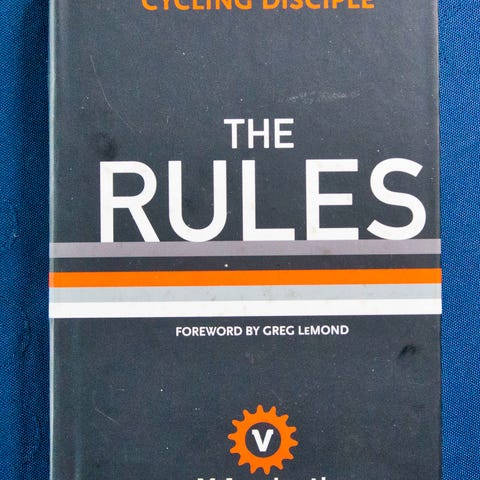 CYCLING DISCIPLE
THE
RULES
FOREWORD BY GREG LEMOND
V